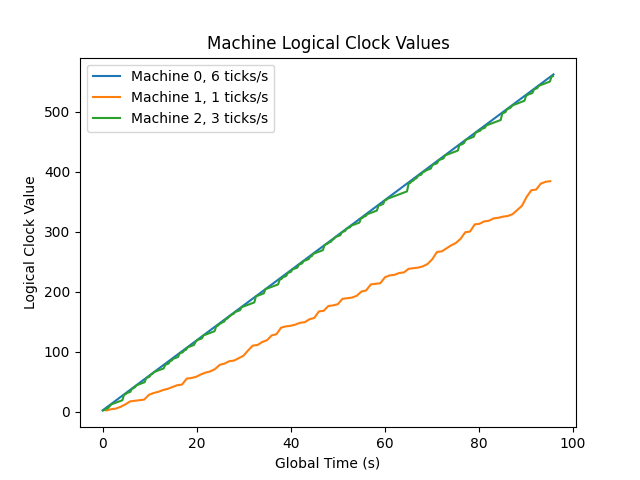 Machine Logical Clock Values
Machine 0, 6 ticks/s
Machine 1, 1 ticks/s
Machine 2, 3 ticks/s
Logical Clock Value
500
400
300
200
100
0
0 20 40 60 80 100
Global Time (s)